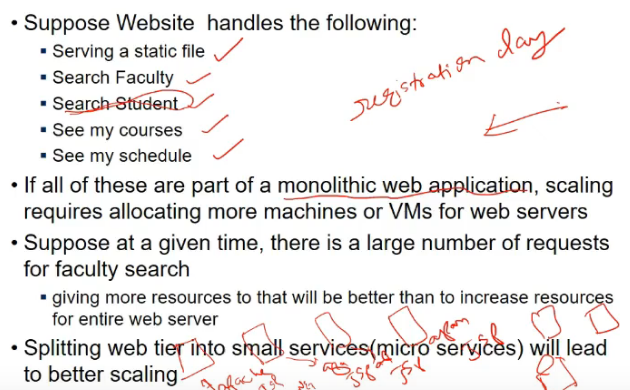 • Suppose Website handles the following:
▪ Serving a static file
▪ Search Faculty
▪ Search Student
▪ See my courses
▪ See my schedule
registration day
• If all of these are part of a monolithic web application, scaling
requires allocating more machines or VMs for web servers
• Suppose at a given time, there is a large number of requests
for faculty search
▪ giving more resources to that will be better than to increase resources
for entire web server
• Splitting web tier into small services(micro services) will lead
to better scaling